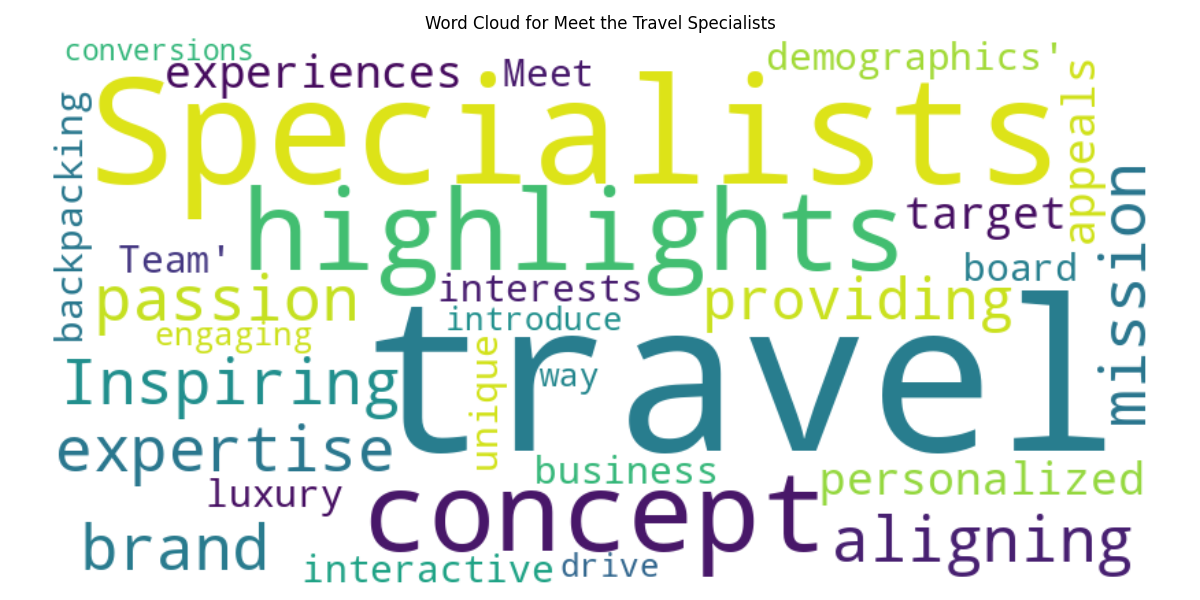 Word Cloud for Meet the Travel Specialists
conversions
demographics'
experiences
Meet
Specialists
appeals
backpacking
highlights
target
mission
Team'
board
passion
interests
providing
introduce
engaging
travel
unique
way
Inspiring
expertise
business
personalized
luxury
concept
aligning
brand
interactive
drive